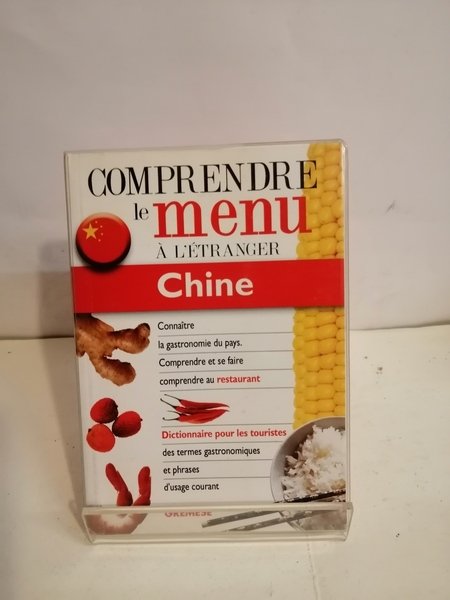 COMPRENDRE
le menu
À L'ÉTRANGER
Chine
Connaître
la gastronomie du pays.
Comprendre et se faire
comprendre au restaurant
Dictionnaire pour les touristes
des termes gastronomiques
et phrases
d'usage courant
GREMESE